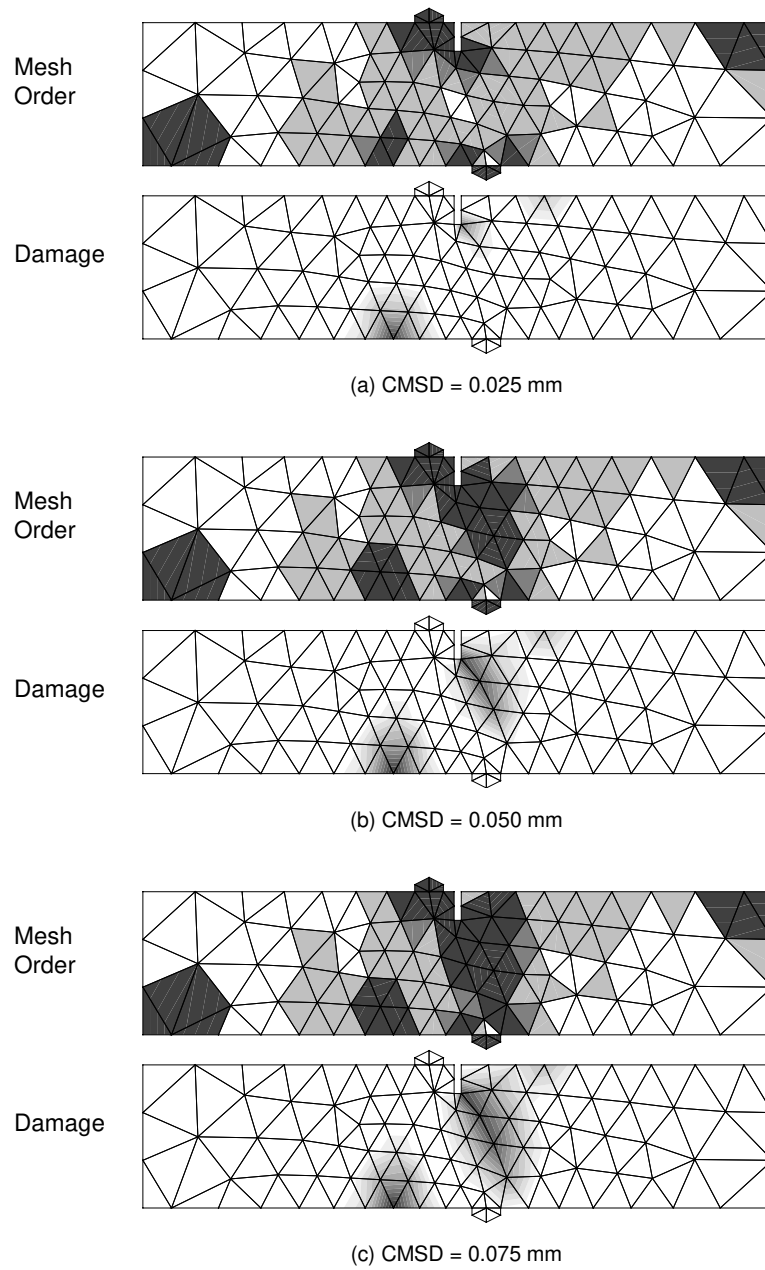 Mesh
Order
Damage
(a) CMSD = 0.025 mm
Mesh
Order
Damage
(b) CMSD = 0.050 mm
Mesh
Order
Damage
(c) CMSD = 0.075 mm